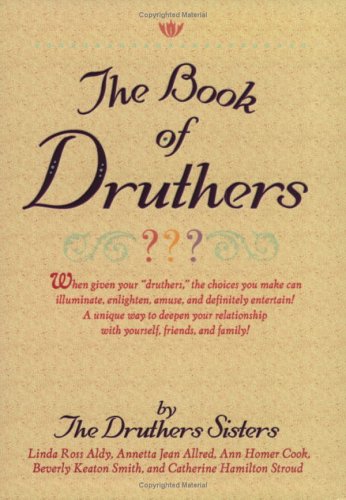 Copyrighted Material
The Book
of
Druthers
???
When given your "druthers," the choices you make can
illuminate, enlighten, amuse, and definitely entertain!
A unique way to deepen your relationship
with yourself, friends, and family!
by
The Druthers Sisters
Linda Ross Aldy, Annetta Jean Allred, Ann Homer Cook,
Beverly Keaton Smith, and Catherine Hamilton Stroud
Copyrighted Material